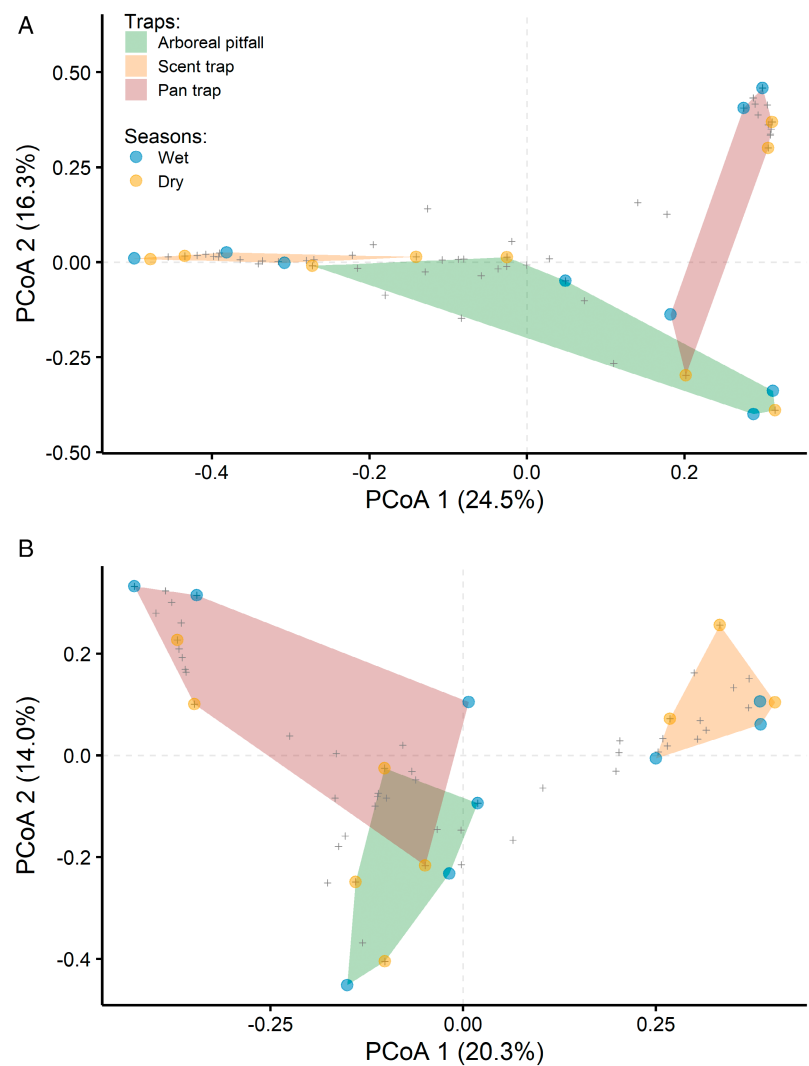 A
Traps:
Arboreal pitfall
Scent trap
Pan trap
Seasons:
Wet
Dry
0.50
0.25
0.00
-0.25
-0.50
PCoA 2 (16.3%)
-0.4
-0.2
0.0
0.2
PCoA 1 (24.5%)
B
0.2
0.0
-0.2
-0.4
PCoA 2 (14.0%)
-0.25
0.00
0.25
PCoA 1 (20.3%)